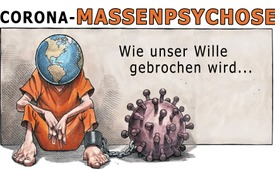 CORONA-MASSENPSYCHOSE
Wie unser Wille
gebrochen wird...